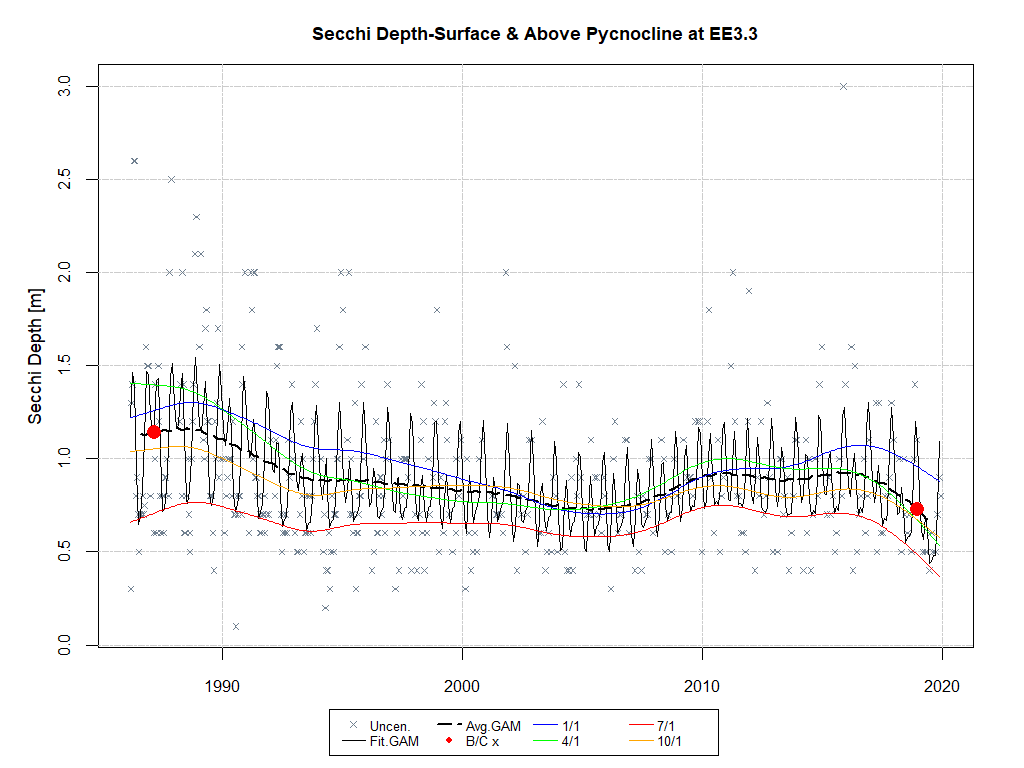 Secchi Depth-Surface & Above Pycnocline at EE3.3
Secchi Depth [m]
3.0
2.5
2.0
1.5
1.0
0.5
0.0
1990 2000 2010 2020
Uncen. Avg.GAM 1/1 7/1
Fit.GAM B/C x 4/1 10/1